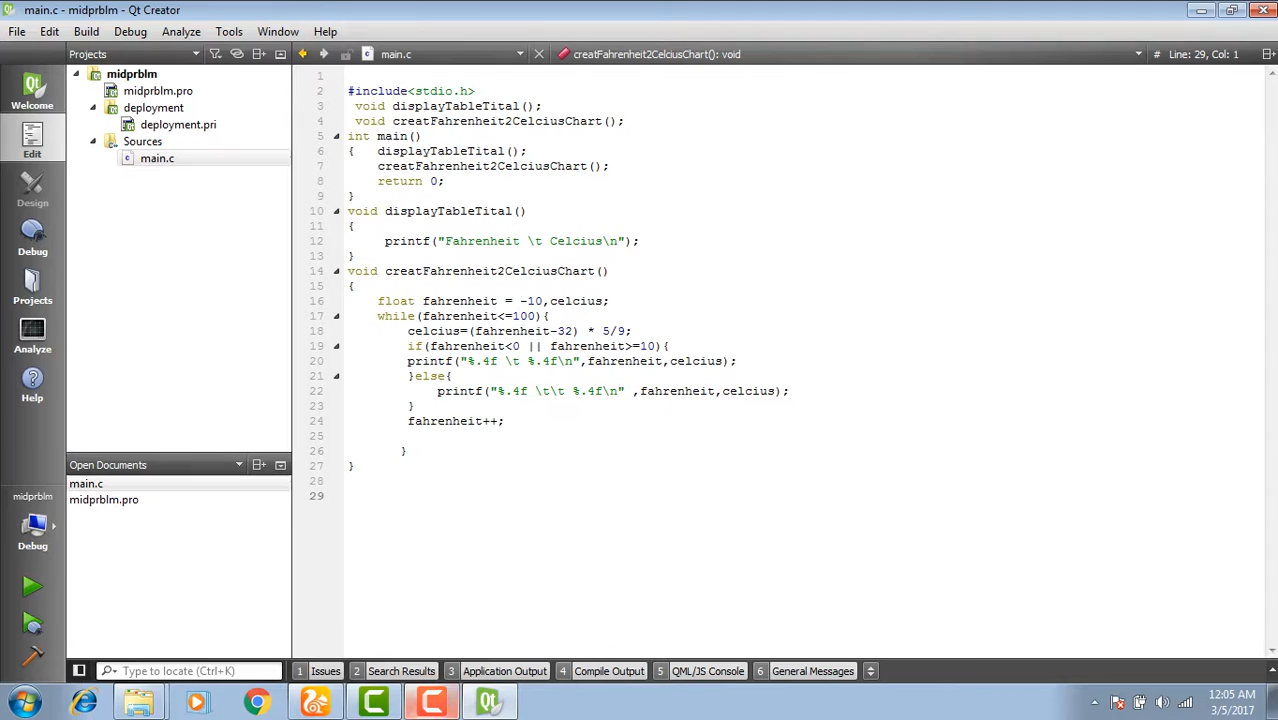 main.c - midprblm - Qt Creator
File Edit Build Debug Analyze Tools Window Help
Projects
main.c
creatFahrenheit2CelciusChart(): void
# Line: 29, Col: 1
Welcome
Edit
Design
Debug
Projects
Analyze
Help
midprblm
Debug
midprblm
midprblm.pro
deployment
deployment.pri
Sources
main.c
Open Documents
main.c
midprblm.pro
1
2 #include<stdio.h>
3 void displayTableTital();
4 void creatFahrenheit2CelciusChart();
5 int main()
6 { displayTableTital();
7 creatFahrenheit2CelciusChart();
8 return 0;
9 }
10 void displayTableTital()
11 {
12 printf("Fahrenheit \t Celcius\n");
13 }
14 void creatFahrenheit2CelciusChart()
15 {
16 float fahrenheit = -10,celcius;
17 while(fahrenheit<=100){
18 celcius=(fahrenheit-32) * 5/9;
19 if(fahrenheit<0 || fahrenheit>=10){
20 printf("%.4f \t %.4f\n",fahrenheit,celcius);
21 }else{
22 printf("%.4f \t\t %.4f\n" ,fahrenheit,celcius);
23 }
24 fahrenheit++;
25
26 }
27 }
28
29
Type to locate (Ctrl+K)
1 Issues 2 Search Results 3 Application Output 4 Compile Output 5 QML/JS Console 6 General Messages
12:05 AM
3/5/2017